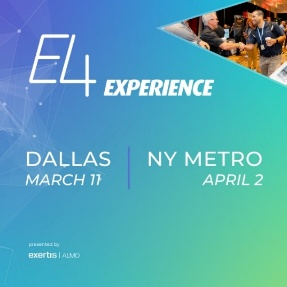 E4 EXPERIENCE
DALLAS
MARCH 11
NY METRO
APRIL 2
presented by
exertis | ALMO